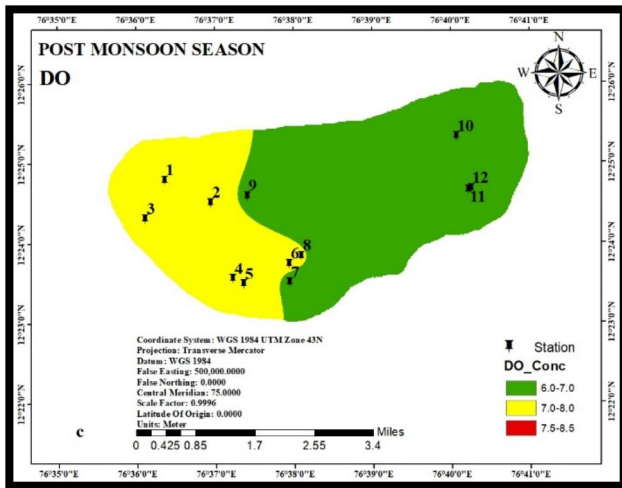 76°35'0"E 76°36'0"E 76°37'0"E 76°38'0"E 76°40'0"E 76°41'0"E
POST MONSOON SEASON
DO
N
W E
S
12°26'0"N 12°26'0"N
10
12°25'0"N 12°25'0"N
1
2
9
12
11
3
12°24'0"N 12°24'0"N
8
6
4
5
7
12°23'0"N 12°23'0"N
Coordinate System: WGS 1984 UTM Zone 43N
Projection: Transverse Mercator
Datum: WGS 1984
False Easting: 500,000.0000
False Northing: 0.0000
Central Meridian: 75.0000
Scale Factor: 0.9996
Latitude Of Origin: 0.0000
Units: Meter
Station
DO_Conc
6.0-7.0
7.0-8.0
7.5-8.5
12°22'0"N 12°22'0"N
c
Miles
0 0.425 0.85 1.7 2.55 3.4
76°35'0"E 76°36'0"E 76°37'0"E 76°38'0"E 76°39'0"E 76°40'0"E 76°41'0"E